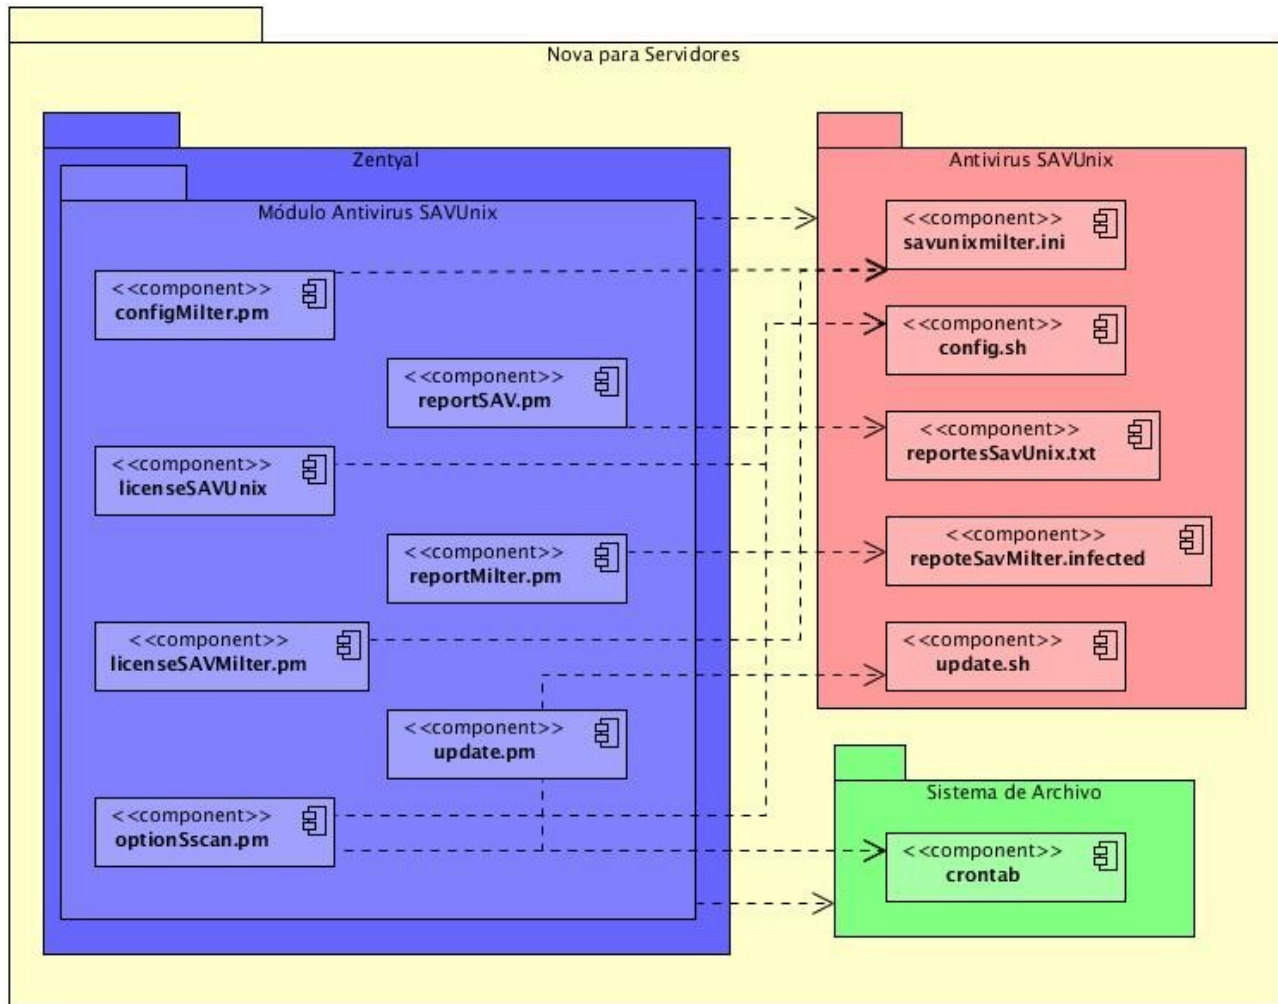 Nova para Servidores
Zentyal
Módulo Antivirus SAVUnix
<<component>>
configMilter.pm
<<component>>
reportSAV.pm
<<component>>
licenseSAVUnix
<<component>>
reportMilter.pm
<<component>>
licenseSAVMilter.pm
<<component>>
update.pm
<<component>>
optionSscan.pm
Antivirus SAVUnix
<<component>>
savunixmilter.ini
<<component>>
config.sh
<<component>>
reportesSavUnix.txt
<<component>>
repoteSavMilter.infected
<<component>>
update.sh
Sistema de Archivo
<<component>>
crontab